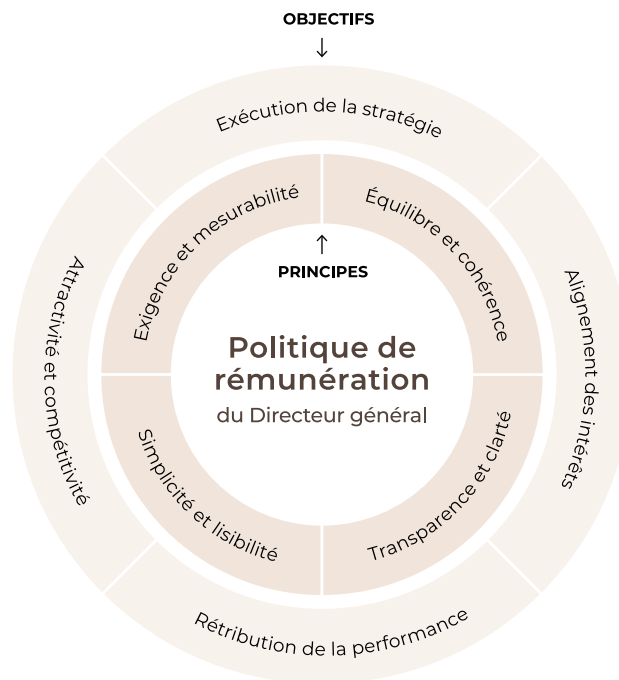 OBJECTIFS
↓
Exécution de la stratégie
Exigence et mesurabilité
Équilibre et cohérence
↑
PRINCIPES
Attractivité et compétitivité
Alignement des intérêts
Politique de
rémunération
du Directeur général
Simplicité et lisibilité
Transparence et clarté
Rétribution de la performance